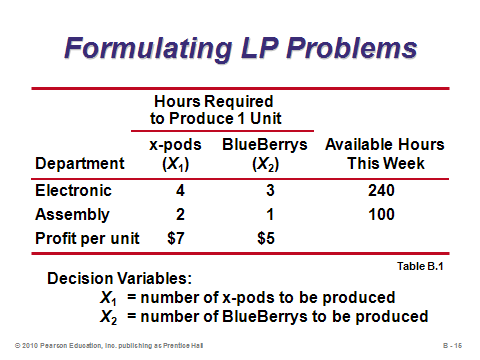 Formulating LP Problems
Hours Required
to Produce 1 Unit
x-pods BlueBerrys Available Hours
Department (X₁) (X₂) This Week
Electronic 4 3 240
Assembly 2 1 100
Profit per unit $7 $5
Table B.1
Decision Variables:
X₁ = number of x-pods to be produced
X₂ = number of BlueBerrys to be produced
© 2010 Pearson Education, Inc. publishing as Prentice Hall B - 15